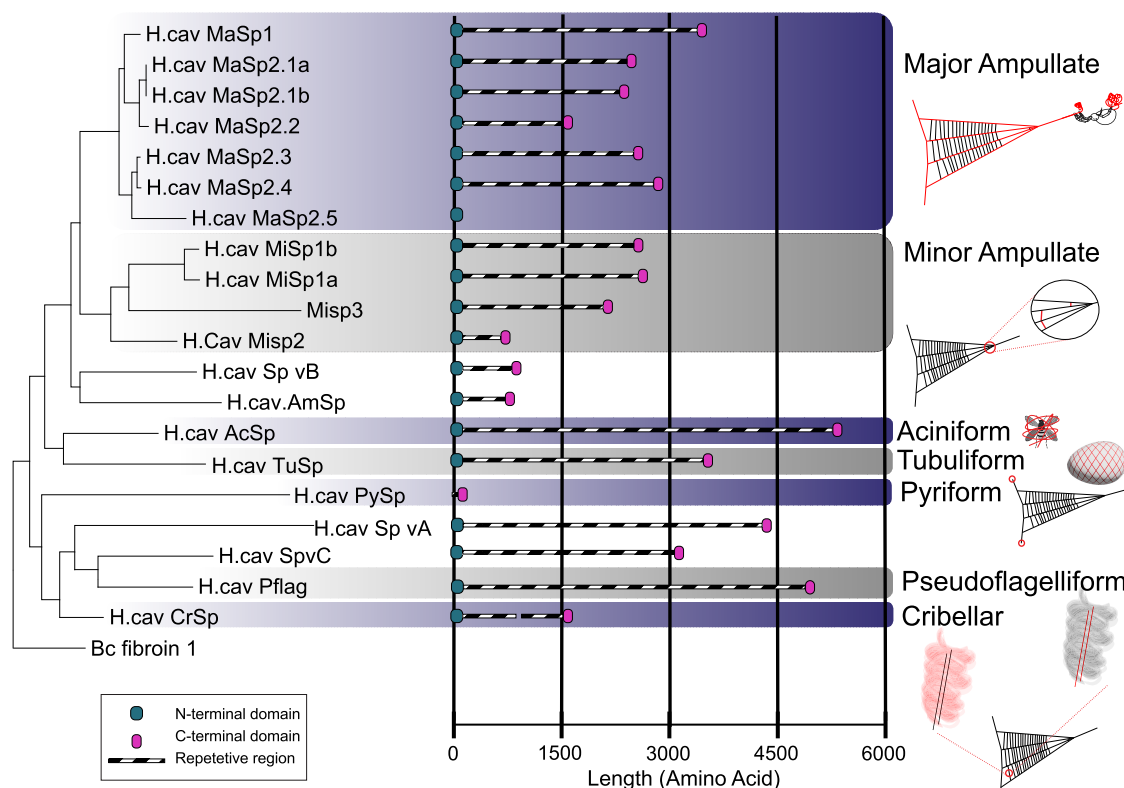 H.cav MaSp1
H.cav MaSp2.1a
H.cav MaSp2.1b
H.cav MaSp2.2
H.cav MaSp2.3
H.cav MaSp2.4
H.cav MaSp2.5
Major Ampullate
H.cav MiSp1b
H.cav MiSp1a
Misp3
H.Cav Misp2
Minor Ampullate
H.cav Sp vB
H.cav.AmSp
H.cav AcSp
Aciniform
H.cav TuSp
Tubuliform
H.cav PySp
Pyriform
H.cav Sp vA
H.cav SpvC
H.cav Pflag
Pseudoflagelliform
H.cav CrSp
Cribellar
Bc fibroin 1
N-terminal domain
C-terminal domain
Repetetive region
0 1500 3000 4500 6000
Length (Amino Acid)